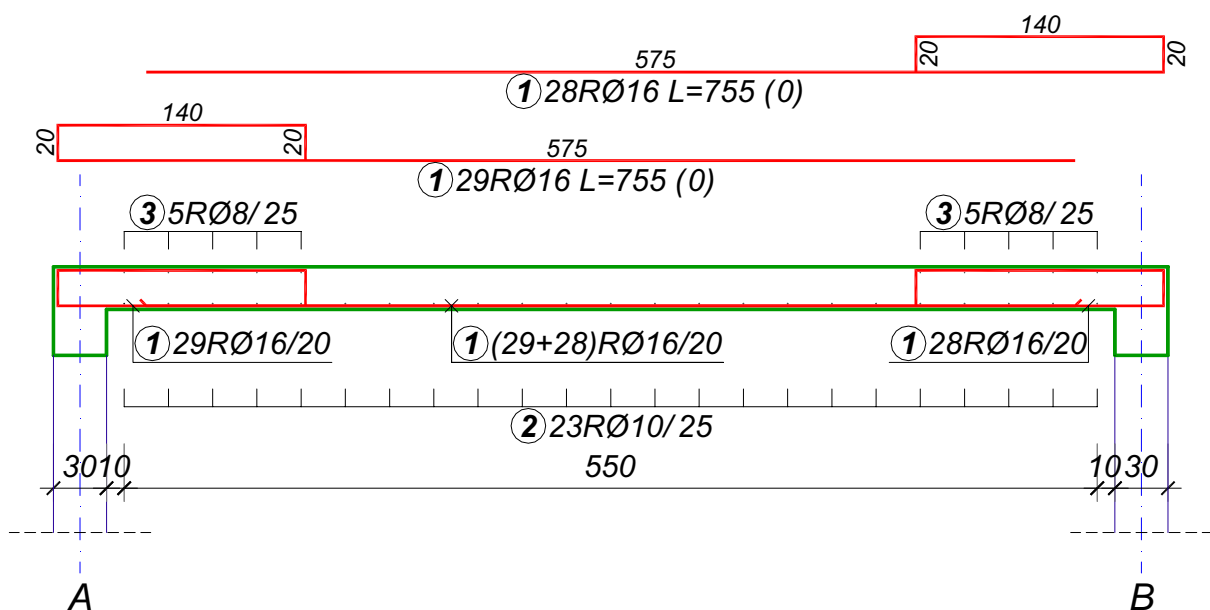 140
20
20
575
① 28RØ16 L=755 (0)
140
20
20
575
① 29RØ16 L=755 (0)
③ 5RØ8/ 25
③ 5RØ8/ 25
① 29RØ16/20
① (29+28)RØ16/20
① 28RØ16/20
② 23RØ10/ 25
30 10 550 10 30
A B